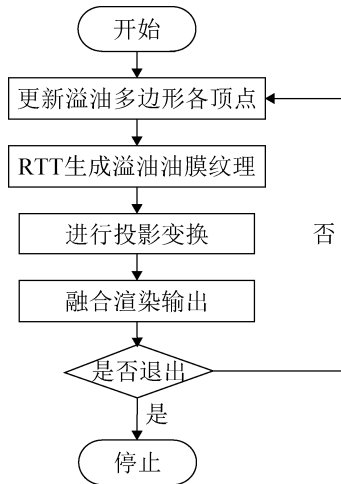 开始
更新溢油多边形各顶点
RTT生成溢油油膜纹理
进行投影变换
否
融合渲染输出
是否退出
是
停止